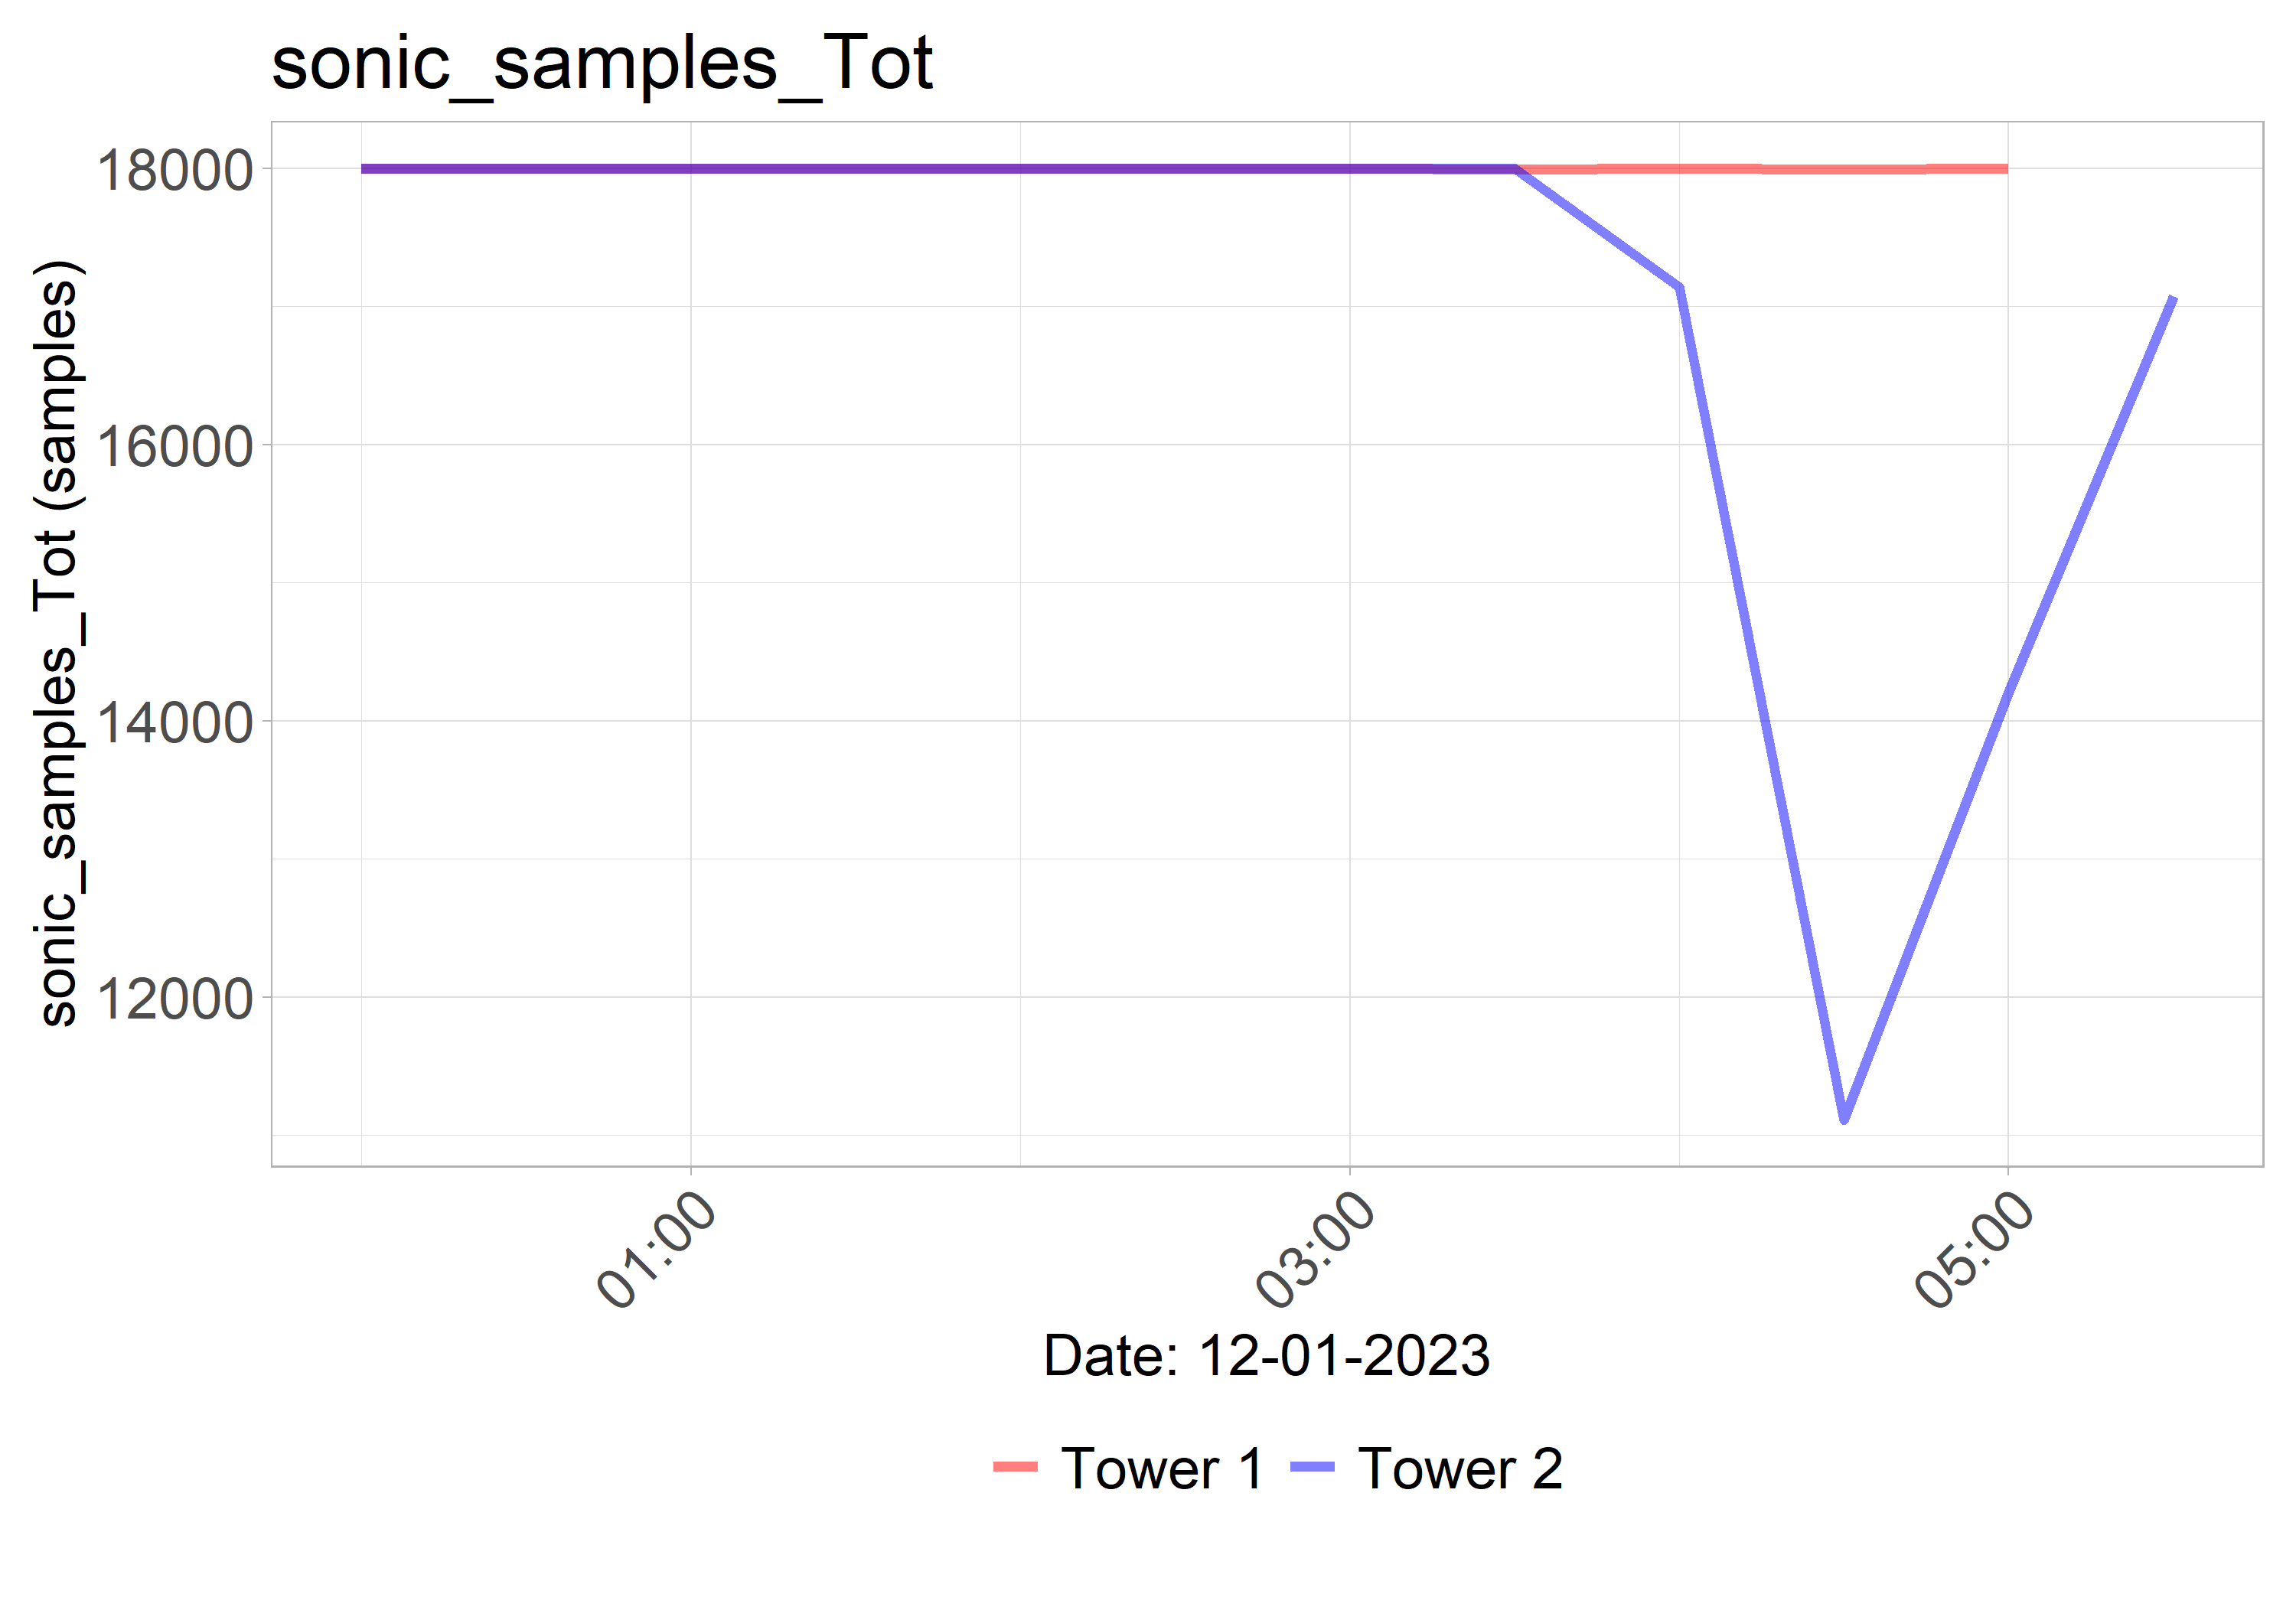 sonic_samples_Tot
sonic_samples_Tot (samples)
18000
16000
14000
12000
01:00
03:00
05:00
Date: 12-01-2023
Tower 1
Tower 2